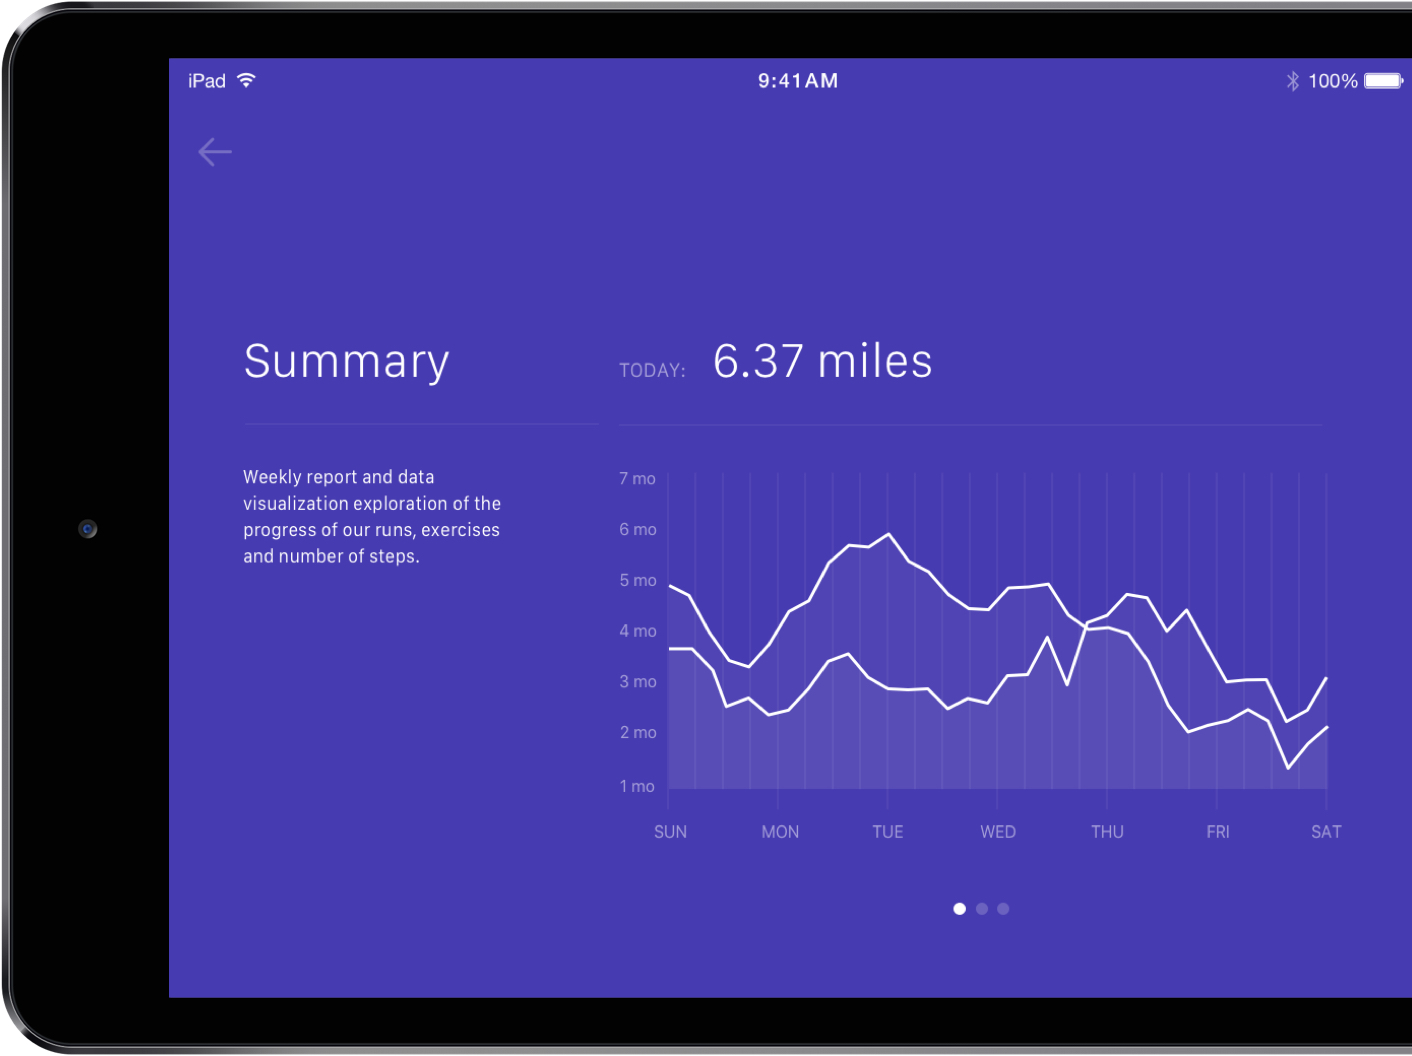 iPad 9:41AM 100%
Summary
TODAY: 6.37 miles
Weekly report and data
visualization exploration of the
progress of our runs, exercises
and number of steps.
7 mo
6 mo
5 mo
4 mo
3 mo
2 mo
1 mo
SUN MON TUE WED THU FRI SAT